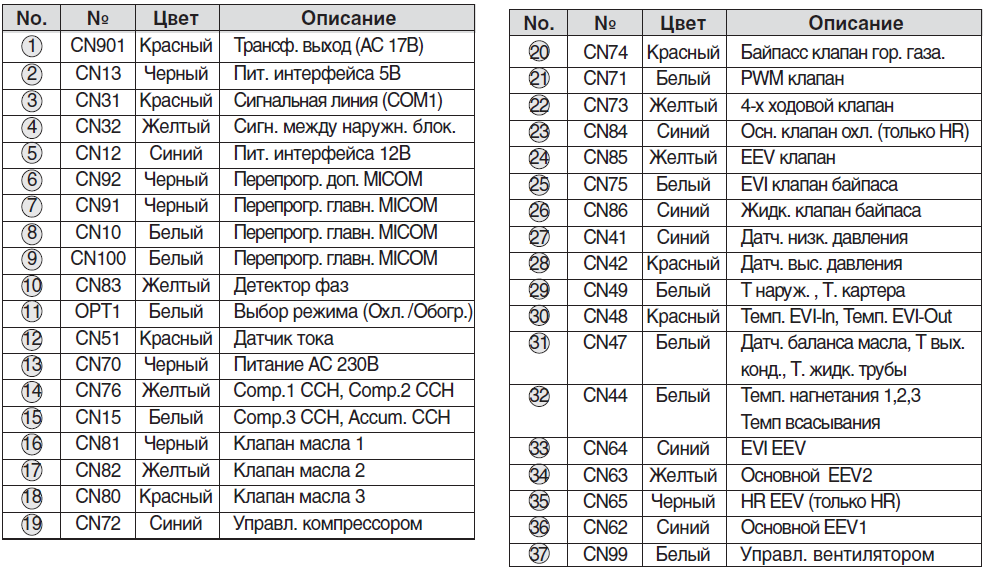 No. № Цвет Описание
1 CN901 Красный Трансф. выход (AC 17В)
2 CN13 Черный Пит. интерфейса 5В
3 CN31 Красный Сигнальная линия (COM1)
4 CN32 Желтый Сигн. между наружн. блок.
5 CN12 Синий Пит. интерфейса 12В
6 CN92 Черный Перепрогр. доп. MICOM
7 CN91 Черный Перепрогр. главн. MICOM
8 CN10 Белый Перепрогр. главн. MICOM
9 CN100 Белый Перепрогр. главн. MICOM
10 CN83 Желтый Детектор фаз
11 OPT1 Белый Выбор режима (Охл./Обогр.)
12 CN51 Красный Датчик тока
13 CN70 Черный Питание AC 230В
14 CN76 Желтый Comp.1 CCH, Comp.2 CCH
15 CN15 Белый Comp.3 CCH, Accum. CCH
16 CN81 Черный Клапан масла 1
17 CN82 Желтый Клапан масла 2
18 CN80 Красный Клапан масла 3
19 CN72 Синий Управл. компрессором
No. № Цвет Описание
20 CN74 Красный Байпасс клапан гор. газа.
21 CN71 Белый PWM клапан
22 CN73 Желтый 4-х ходовой клапан
23 CN84 Синий Осн. клапан охл. (только HR)
24 CN85 Желтый EEV клапан
25 CN75 Белый EVI клапан байпаса
26 CN86 Синий Жидк. клапан байпаса
27 CN41 Синий Датч. низк. давления
28 CN42 Красный Датч. выс. давления
29 CN49 Белый Т наруж. , Т. картера
30 CN48 Красный Темп. EVI-In, Темп. EVI-Out
31 CN47 Белый Датч. баланса масла, Т вых.
конд., Т. жидк. трубы
32 CN44 Белый Темп. нагнетания 1,2,3
Темп всасывания
33 CN64 Синий EVI EEV
34 CN63 Желтый Основной EEV2
35 CN65 Черный HR EEV (только HR)
36 CN62 Синий Основной EEV1
37 CN99 Белый Управл. вентилятором